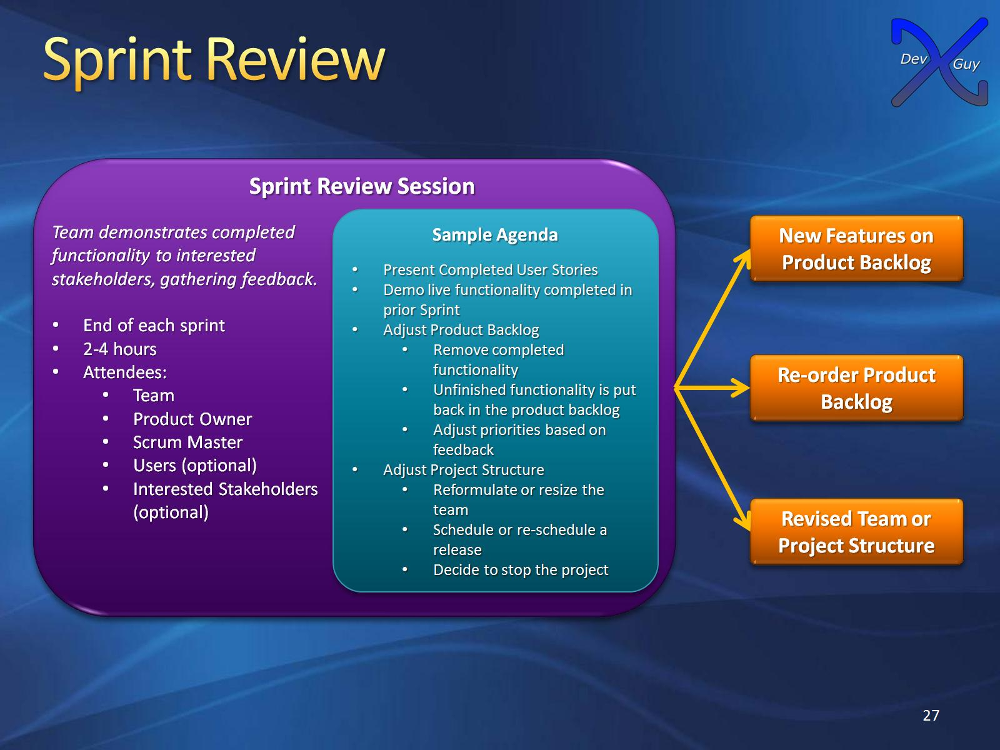 Sprint Review
Dev
Guy
Sprint Review Session
Team demonstrates completed
functionality to interested
stakeholders, gathering feedback.
• End of each sprint
• 2-4 hours
• Attendees:
• Team
• Product Owner
• Scrum Master
• Users (optional)
• Interested Stakeholders
(optional)
Sample Agenda
• Present Completed User Stories
• Demo live functionality completed in
prior Sprint
• Adjust Product Backlog
• Remove completed
functionality
• Unfinished functionality is put
back in the product backlog
• Adjust priorities based on
feedback
• Adjust Project Structure
• Reformulate or resize the
team
• Schedule or re-schedule a
release
• Decide to stop the project
New Features on
Product Backlog
Re-order Product
Backlog
Revised Team or
Project Structure
27